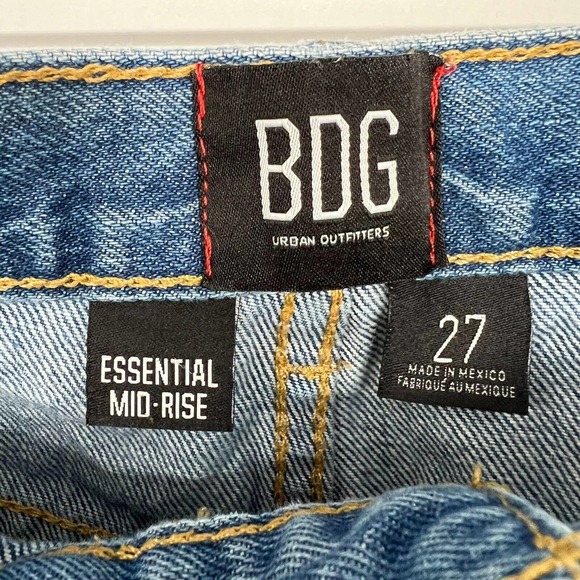 BDG
URBAN OUTFITTERS
ESSENTIAL
MID-RISE
27
MADE IN MEXICO
FABRIQUÉ AU MEXIQUE